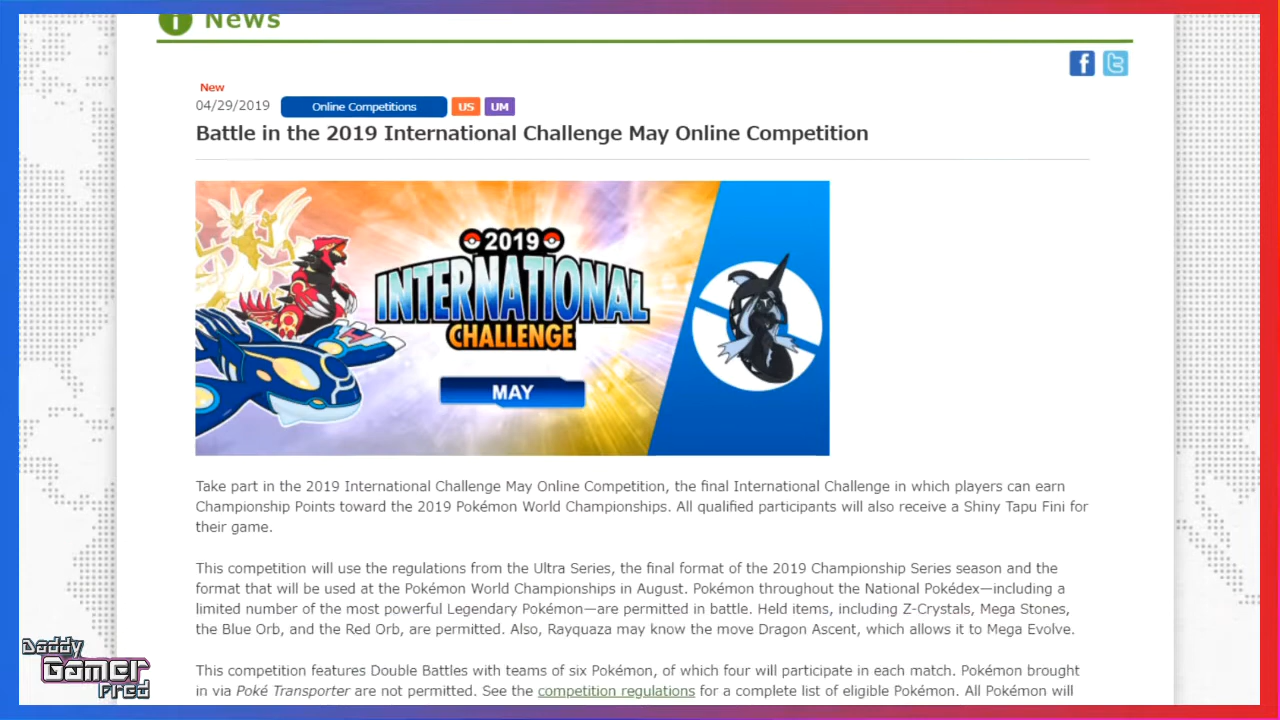 News
New
04/29/2019 Online Competitions US UM
Battle in the 2019 International Challenge May Online Competition
2019
INTERNATIONAL
CHALLENGE
MAY
Take part in the 2019 International Challenge May Online Competition, the final International Challenge in which players can earn
Championship Points toward the 2019 Pokémon World Championships. All qualified participants will also receive a Shiny Tapu Fini for
their game.
This competition will use the regulations from the Ultra Series, the final format of the 2019 Championship Series season and the
format that will be used at the Pokémon World Championships in August. Pokémon throughout the National Pokédex—including a
limited number of the most powerful Legendary Pokémon—are permitted in battle. Held items, including Z-Crystals, Mega Stones,
the Blue Orb, and the Red Orb, are permitted. Also, Rayquaza may know the move Dragon Ascent, which allows it to Mega Evolve.
This competition features Double Battles with teams of six Pokémon, of which four will participate in each match. Pokémon brought
in via Poké Transporter are not permitted. See the competition regulations for a complete list of eligible Pokémon. All Pokémon will
Daddy
Gamer
Fred